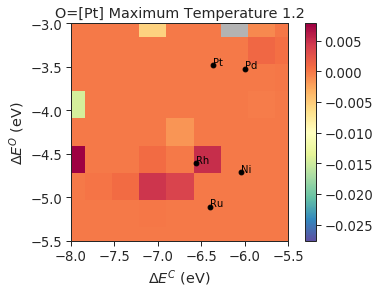 O=[Pt] Maximum Temperature 1.2
−3.0
−3.5
−4.0
−4.5
−5.0
−5.5
ΔE^O (eV)
Pt
Pd
Rh
Ni
Ru
−8.0 −7.5 −7.0 −6.5 −6.0 −5.5
ΔE^C (eV)
0.005
0.000
−0.005
−0.010
−0.015
−0.020
−0.025